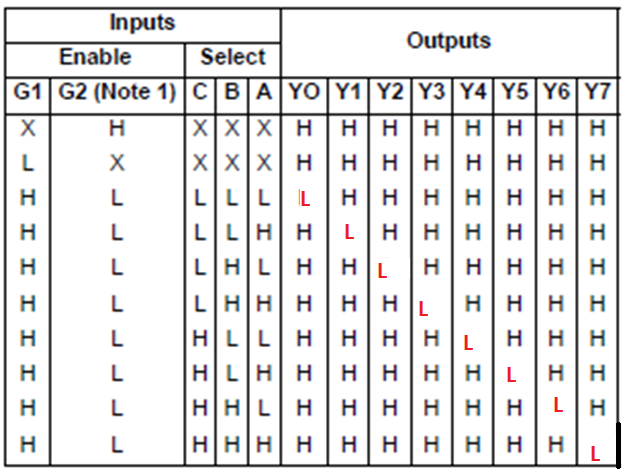 Inputs Outputs
Enable Select
G1 G2 (Note 1) C B A YO Y1 Y2 Y3 Y4 Y5 Y6 Y7
X H X X X H H H H H H H H
L X X X X H H H H H H H H
H L L L L L H H H H H H H
H L L L H H L H H H H H H
H L L H L H H L H H H H H
H L L H H H H H L H H H H
H L H L L H H H H L H H H
H L H L H H H H H H L H H
H L H H L H H H H H H L H
H L H H H H H H H H H H L